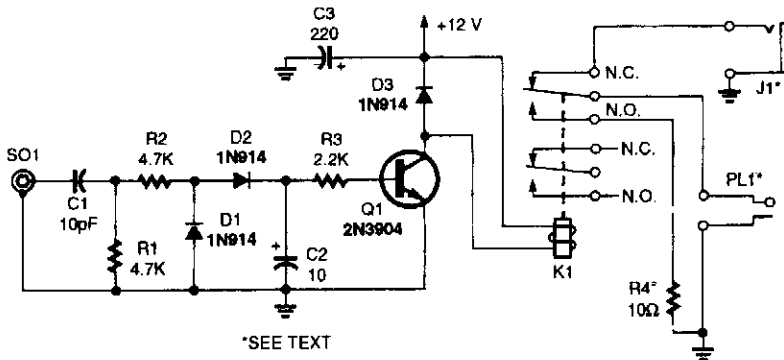 C3
220
+
+12 V
D3
1N914
N.C.
J1*
N.O.
N.C.
N.O.
PL1*
SO1
C1
10pF
R2
4.7K
D2
1N914
R3
2.2K
Q1
2N3904
R1
4.7K
D1
1N914
+
C2
10
K1
R4*
10Ω
*SEE TEXT